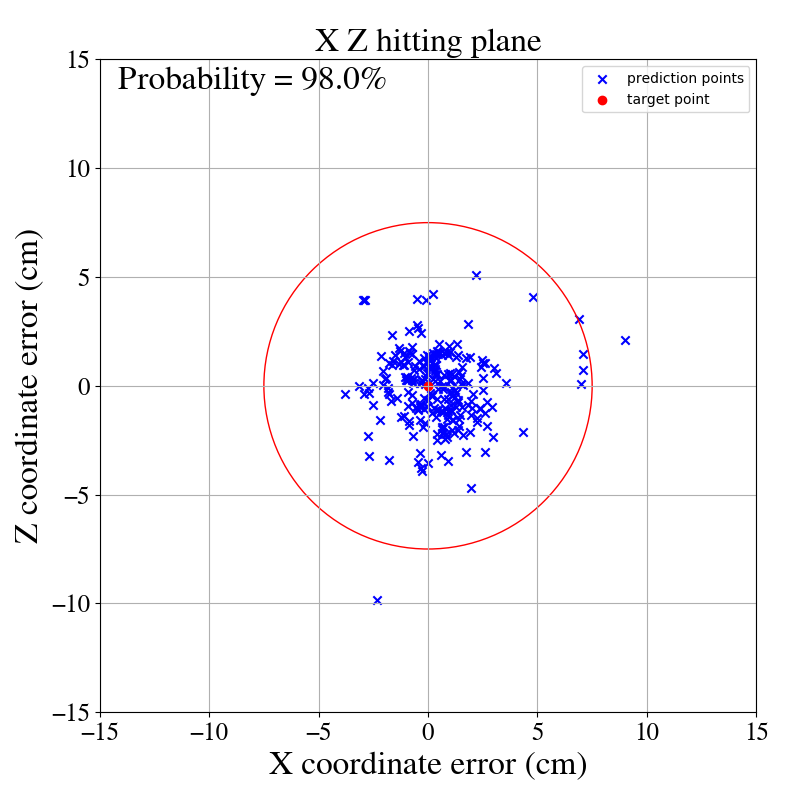 X Z hitting plane
Probability = 98.0%
prediction points
target point
15
10
5
0
−5
−10
−15
Z coordinate error (cm)
−15
−10
−5
0
5
10
15
X coordinate error (cm)